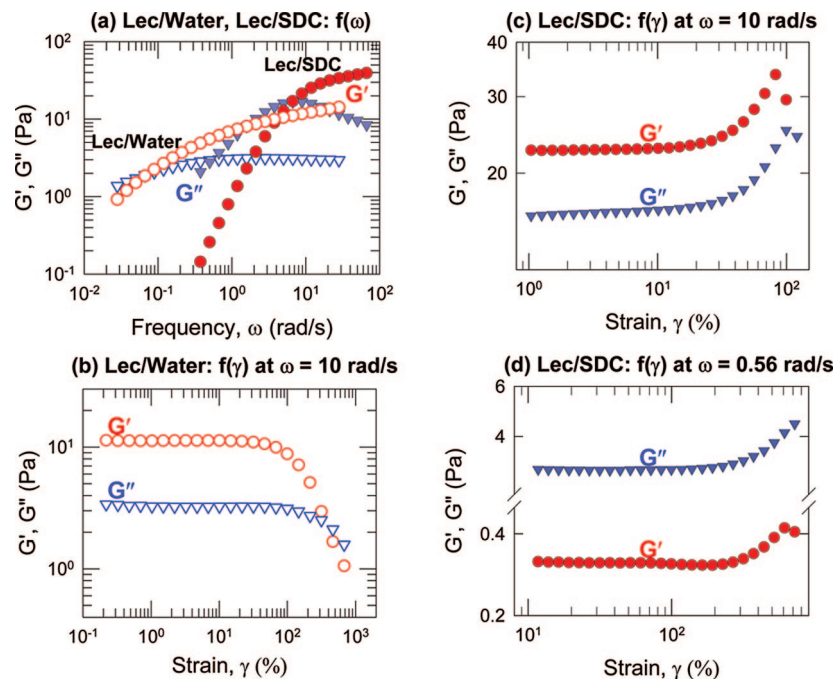 (a) Lec/Water, Lec/SDC: f(ω)
Lec/SDC
G′
Lec/Water
G″
10²
10¹
10⁰
10⁻¹
G′, G″ (Pa)
10⁻² 10⁻¹ 10⁰ 10¹ 10²
Frequency, ω (rad/s)
(c) Lec/SDC: f(γ) at ω = 10 rad/s
40
30
20
G′
G″
G′, G″ (Pa)
10⁰ 10¹ 10²
Strain, γ (%)
(b) Lec/Water: f(γ) at ω = 10 rad/s
G′
G″
10¹
10⁰
G′, G″ (Pa)
10⁻¹ 10⁰ 10¹ 10² 10³
Strain, γ (%)
(d) Lec/SDC: f(γ) at ω = 0.56 rad/s
6
4
G″
0.4
G′
0.2
G′, G″ (Pa)
10¹ 10²
Strain, γ (%)